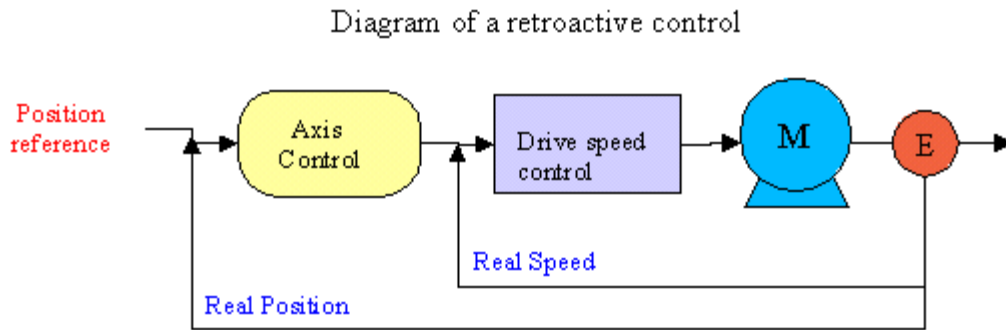 Diagram of a retroactive control
Position
reference
Axis
Control
Drive speed
control
M
E
Real Speed
Real Position